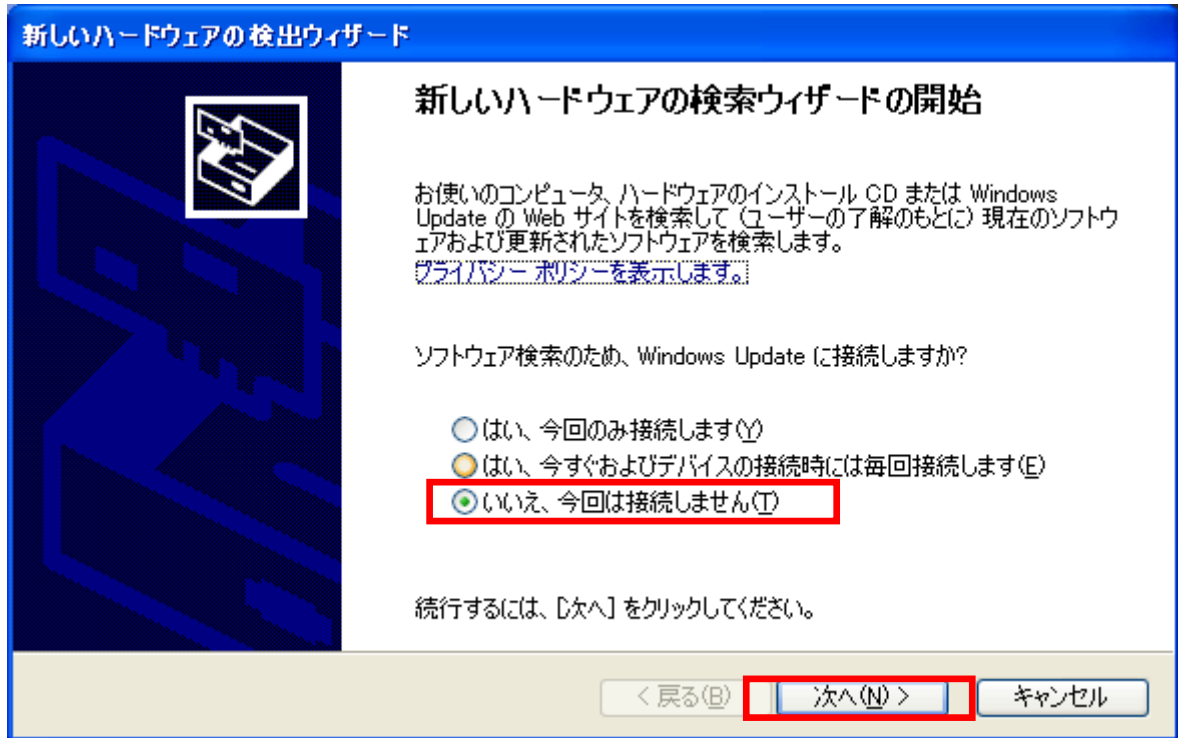 新しいハードウェアの検出ウィザード
新しいハードウェアの検索ウィザードの開始
お使いのコンピュータ、ハードウェアのインストール CD または Windows
Update の Web サイトを検索して (ユーザーの了解のもとに) 現在のソフトウ
ェアおよび更新されたソフトウェアを検索します。
プライバシー ポリシーを表示します。
ソフトウェア検索のため、Windows Update に接続しますか?
はい、今回のみ接続します(Y)
はい、今すぐおよびデバイスの接続時には毎回接続します(E)
いいえ、今回は接続しません(T)
続行するには、[次へ] をクリックしてください。
< 戻る(B) 次へ(N) > キャンセル